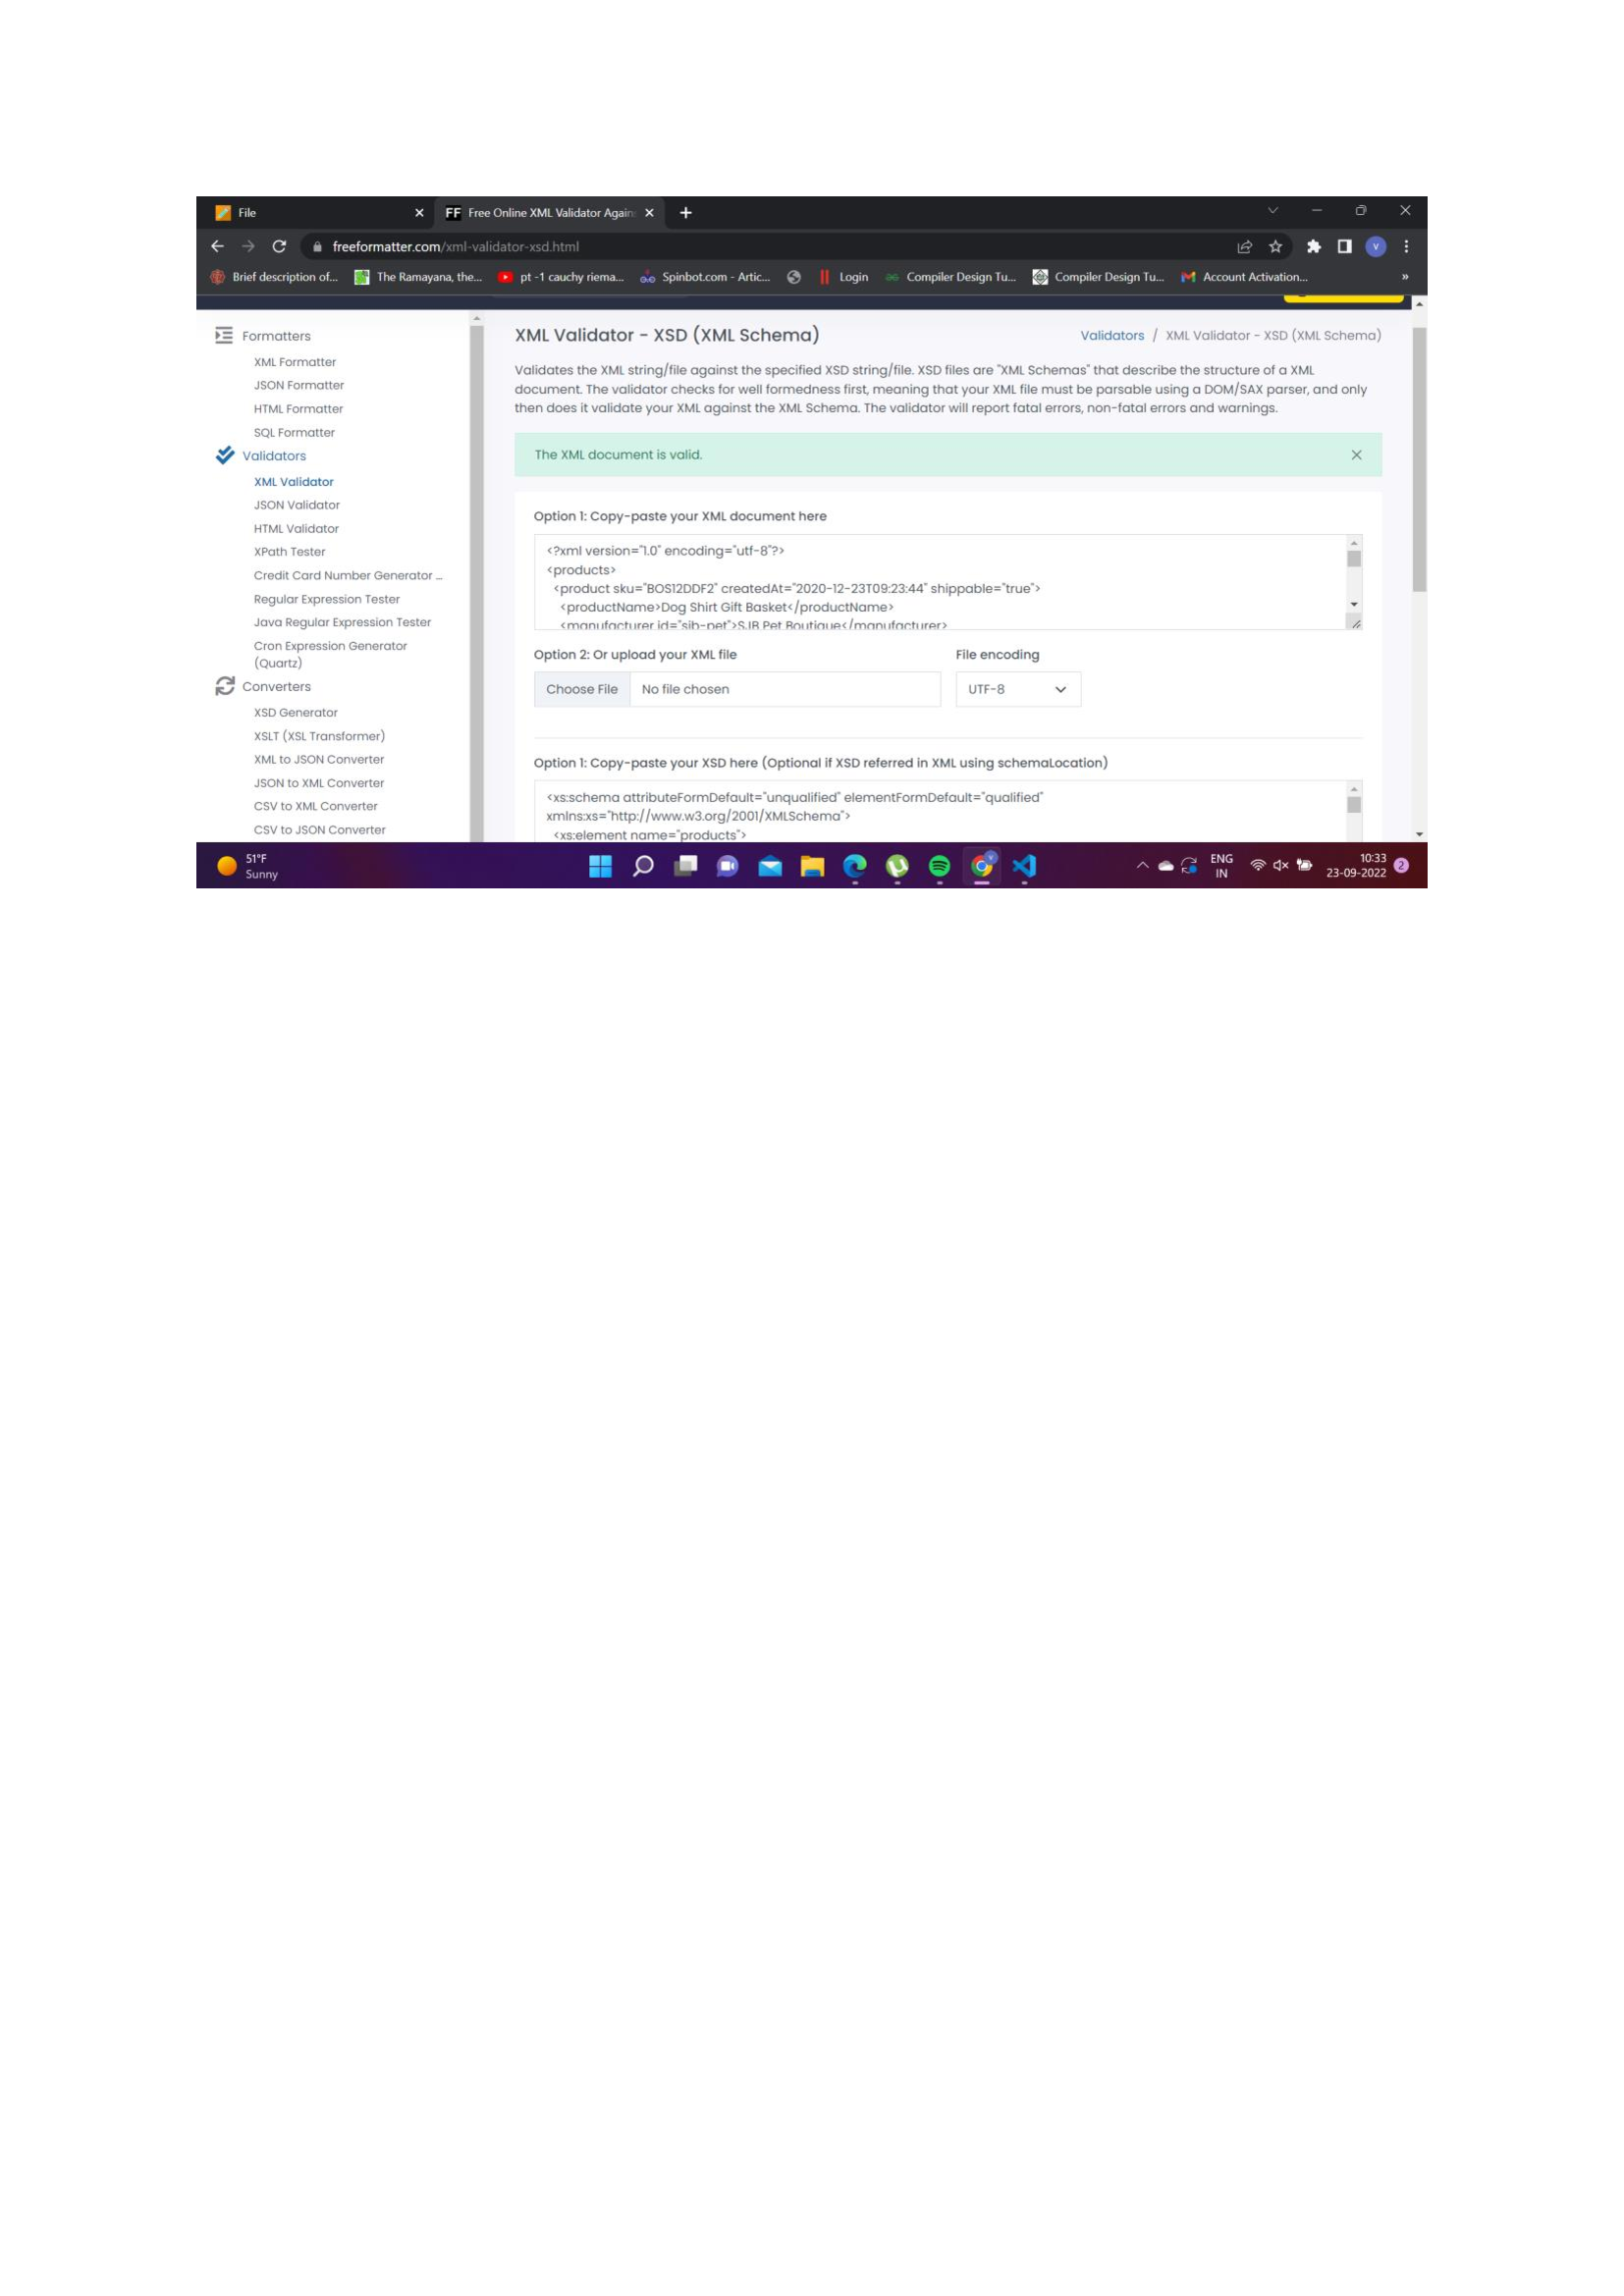 File
FF Free Online XML Validator Again
freeformatter.com/xml-validator-xsd.html
V
Brief description of... The Ramayana, the... pt -1 cauchy riema... Spinbot.com - Artic... Login Compiler Design Tu... Compiler Design Tu... Account Activation... »
Formatters
XML Formatter
JSON Formatter
HTML Formatter
SQL Formatter
Validators
XML Validator
JSON Validator
HTML Validator
XPath Tester
Credit Card Number Generator ...
Regular Expression Tester
Java Regular Expression Tester
Cron Expression Generator
(Quartz)
Converters
XSD Generator
XSLT (XSL Transformer)
XML to JSON Converter
JSON to XML Converter
CSV to XML Converter
CSV to JSON Converter
XML Validator - XSD (XML Schema)
Validators / XML Validator - XSD (XML Schema)
Validates the XML string/file against the specified XSD string/file. XSD files are "XML Schemas" that describe the structure of a XML
document. The validator checks for well formedness first, meaning that your XML file must be parsable using a DOM/SAX parser, and only
then does it validate your XML against the XML Schema. The validator will report fatal errors, non-fatal errors and warnings.
The XML document is valid.
Option 1: Copy-paste your XML document here
<?xml version="1.0" encoding="utf-8"?>
<products>
<product sku="BOS12DDF2" createdAt="2020-12-23T09:23:44" shippable="true">
<productName>Dog Shirt Gift Basket</productName>
<manufacturer id="sjb-pet">SJB Pet Boutique</manufacturer>
Option 2: Or upload your XML file
File encoding
Choose File No file chosen
UTF-8
Option 1: Copy-paste your XSD here (Optional if XSD referred in XML using schemaLocation)
<xs:schema attributeFormDefault="unqualified" elementFormDefault="qualified"
xmlns:xs="http://www.w3.org/2001/XMLSchema">
<xs:element name="products">
51°F
Sunny
ENG
IN
10:33
23-09-2022
2